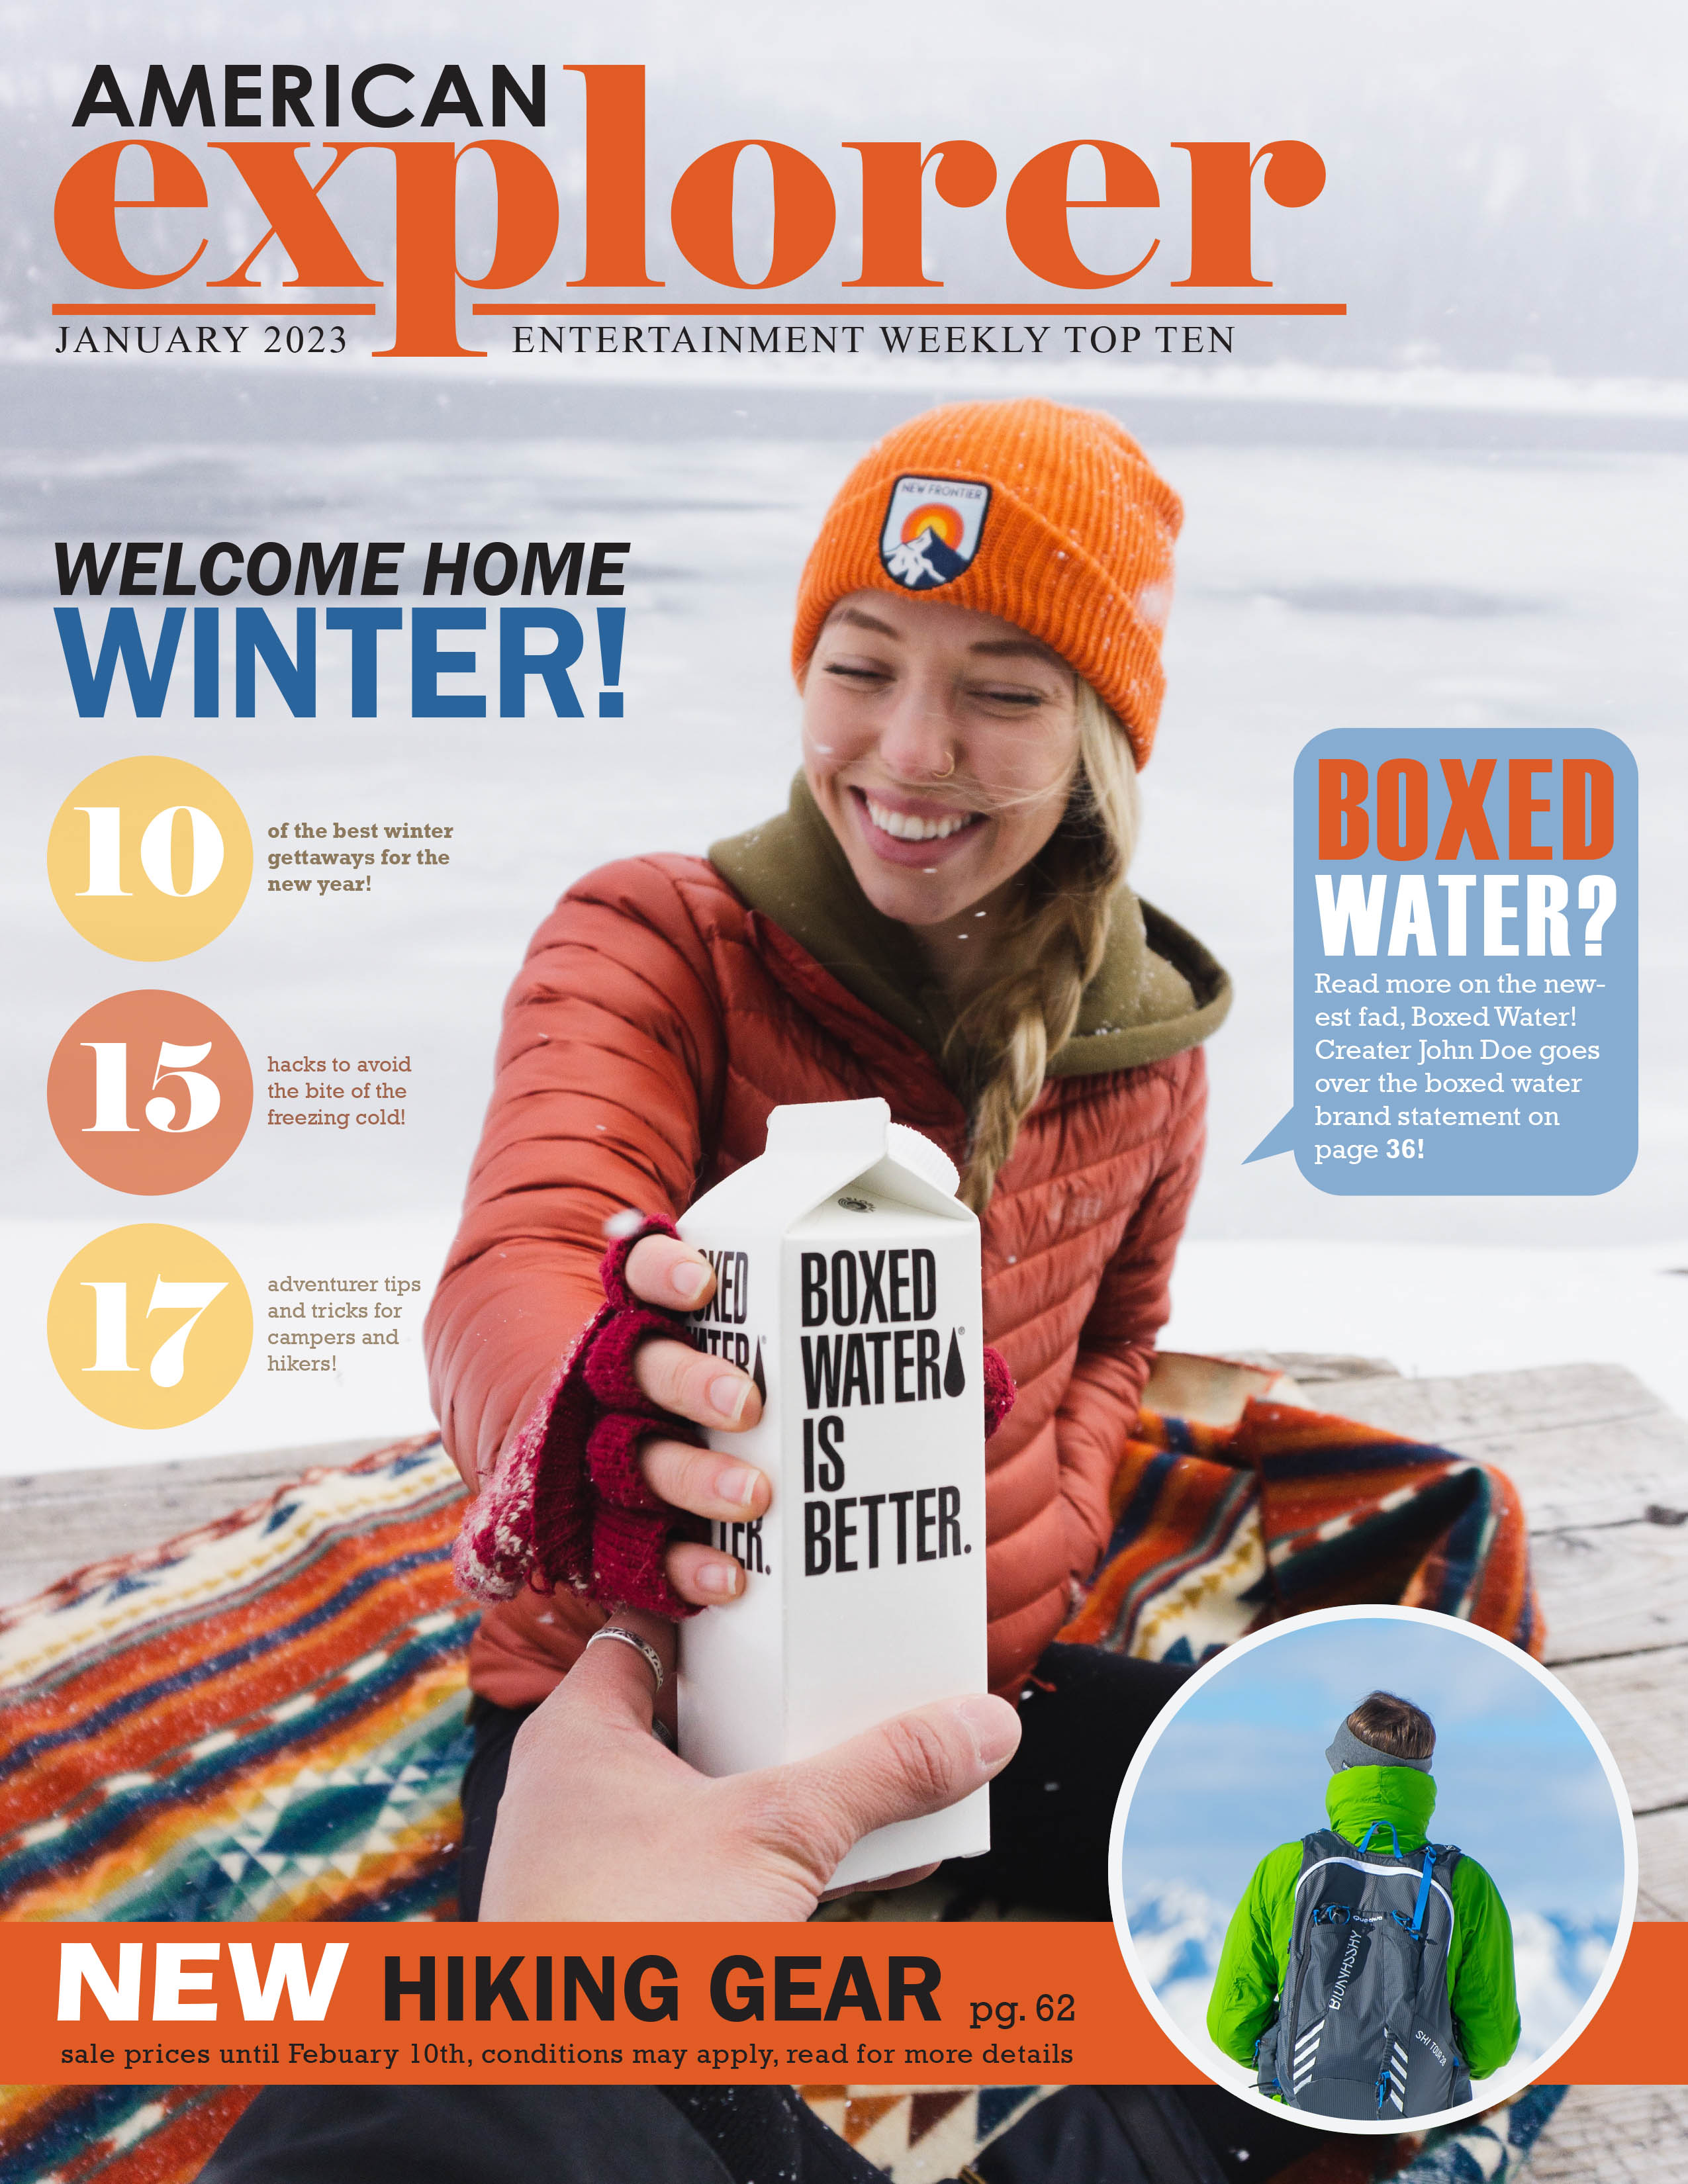 AMERICAN
explorer
JANUARY 2023
ENTERTAINMENT WEEKLY TOP TEN
NEW FRONTIER
WELCOME HOME
WINTER!
10
of the best winter
gettaways for the
new year!
15
hacks to avoid
the bite of the
freezing cold!
17
adventurer tips
and tricks for
campers and
hikers!
BOXED
WATER?
Read more on the new-
est fad, Boxed Water!
Creater John Doe goes
over the boxed water
brand statement on
page 36!
BOXED
WATER®
IS
BETTER.
NEW HIKING GEAR pg. 62
sale prices until Febuary 10th, conditions may apply, read for more details